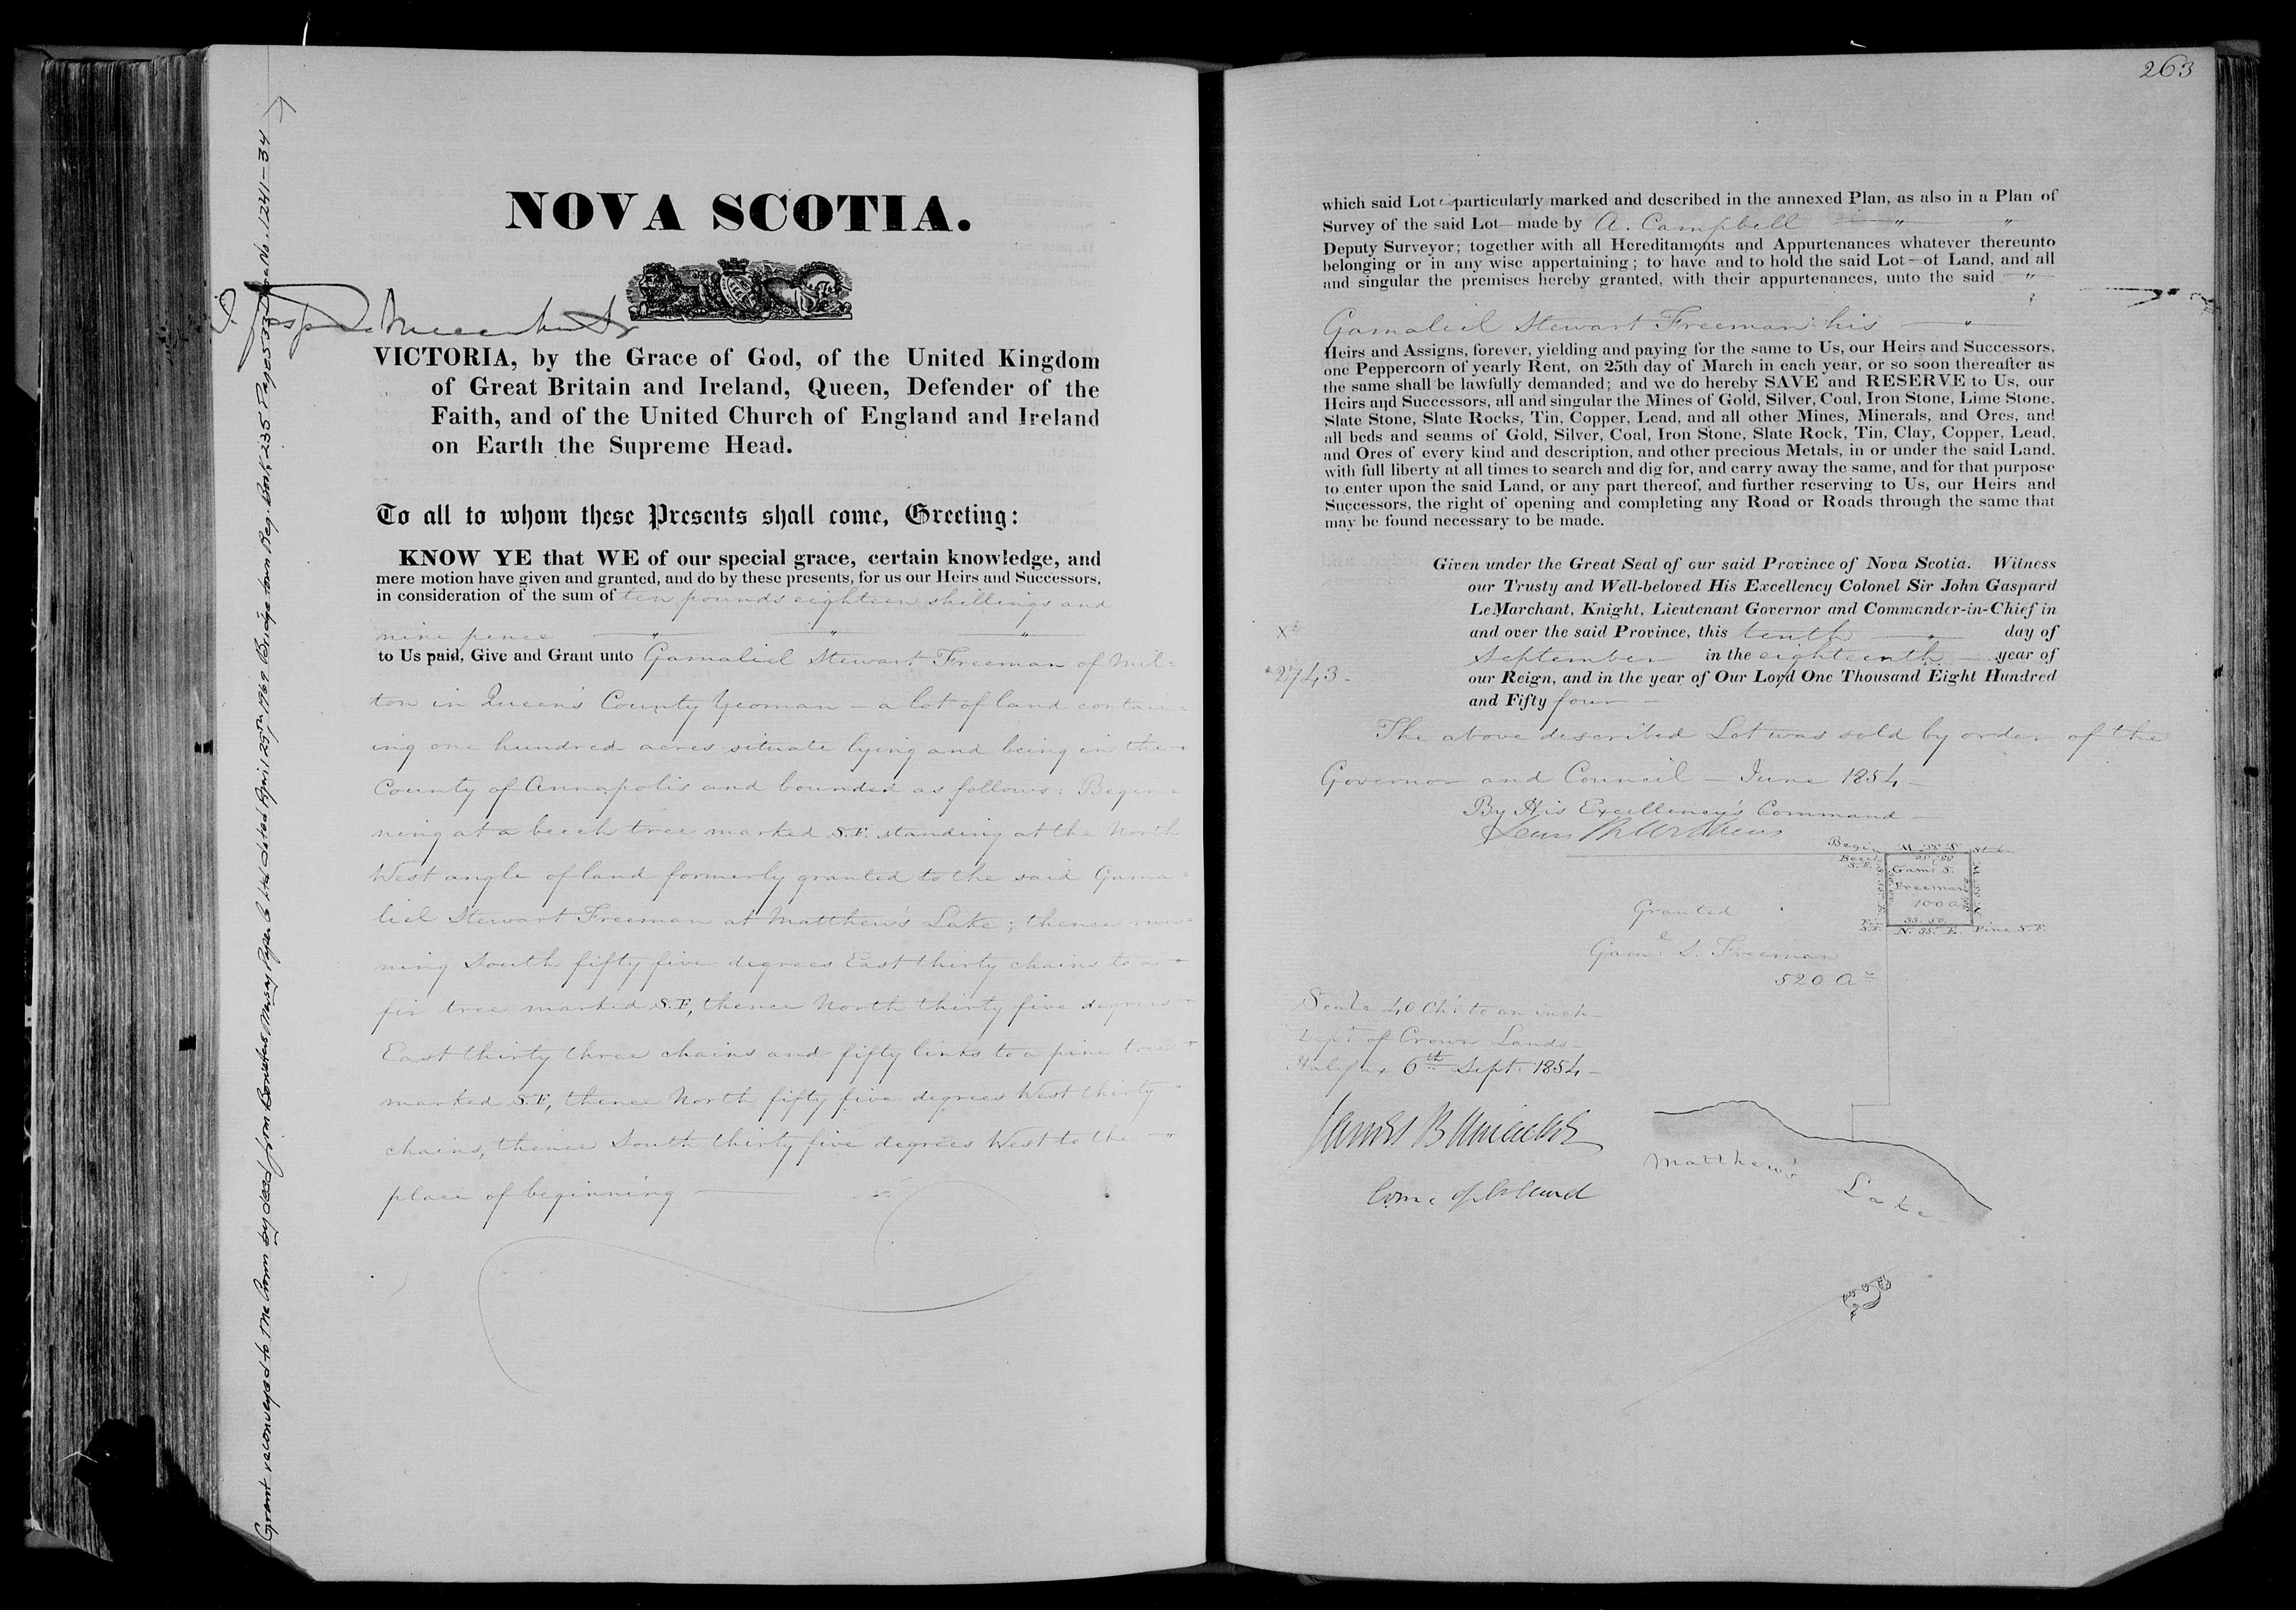 Grant reconveyed to the Crown by deed from Bowaters Mersey Paper Co Ltd dated April 25th 1969 Bridgetown Reg. Book 235 Page 533 No. 1241-34
NOVA SCOTIA.
VICTORIA, by the Grace of God, of the United Kingdom
of Great Britain and Ireland, Queen, Defender of the
Faith, and of the United Church of England and Ireland
on Earth the Supreme Head.
To all to whom these Presents shall come, Greeting:
KNOW YE that WE of our special grace, certain knowledge, and
mere motion have given and granted, and do by these presents, for us our Heirs and Successors,
in consideration of the sum of ten pounds eighteen shillings and
nine pence " " "
to Us paid, Give and Grant unto Gamaliel Stewart Freeman of Mil=
ton in Queen's County Yeoman - a lot of land contain=
ing one hundred acres situate lying and being in the
County of Annapolis and bounded as follows: Begin=
ning at a beech tree marked S.F. standing at the North
West angle of land formerly granted to the said Gama=
liel Stewart Freeman at Matthew's Lake; thence run=
ning South fifty five degrees East thirty chains to a
fir tree marked S.F, thence North thirty five degrees
East thirty three chains and fifty links to a pine tree
marked S.F, thence North fifty five degrees West thirty
chains, thence South thirty five degrees West to the
place of beginning
263
which said Lot is particularly marked and described in the annexed Plan, as also in a Plan of
Survey of the said Lot made by A. Campbell " "
Deputy Surveyor; together with all Hereditaments and Appurtenances whatever thereunto
belonging or in any wise appertaining; to have and to hold the said Lot of Land, and all
and singular the premises hereby granted, with their appurtenances, unto the said "
Gamaliel Stewart Freeman his "
Heirs and Assigns, forever, yielding and paying for the same to Us, our Heirs and Successors,
one Peppercorn of yearly Rent, on 25th day of March in each year, or so soon thereafter as
the same shall be lawfully demanded; and we do hereby SAVE and RESERVE to Us, our
Heirs and Successors, all and singular the Mines of Gold, Silver, Coal, Iron Stone, Lime Stone,
Slate Stone, Slate Rocks, Tin, Copper, Lead, and all other Mines, Minerals, and Ores, and
all beds and seams of Gold, Silver, Coal, Iron Stone, Slate Rock, Tin, Clay, Copper, Lead,
and Ores of every kind and description, and other precious Metals, in or under the said Land,
with full liberty at all times to search and dig for, and carry away the same, and for that purpose
to enter upon the said Land, or any part thereof, and further reserving to Us, our Heirs and
Successors, the right of opening and completing any Road or Roads through the same that
may be found necessary to be made.
Given under the Great Seal of our said Province of Nova Scotia. Witness
our Trusty and Well-beloved His Excellency Colonel Sir John Gaspard
LeMarchant, Knight, Lieutenant Governor and Commander-in-Chief in
and over the said Province, this tenth " day of
September in the eighteenth year of
our Reign, and in the year of Our Lord One Thousand Eight Hundred
and Fifty four
2743
The above described Lot was sold by order of the
Governor and Council - June 1854
By His Excellency's Command
Begin
Beech
S.F.
Gaml S.
Freeman
100 a
33.50
Fir
S.F.
N. 35 E.
Pine S.F.
Granted
Gaml S. Freeman
520 Acs
Scale 40 Chs to an inch
Dept of Crown Lands
Halifax 6th Sept 1854
James B Uniacke
Matthew's Lake